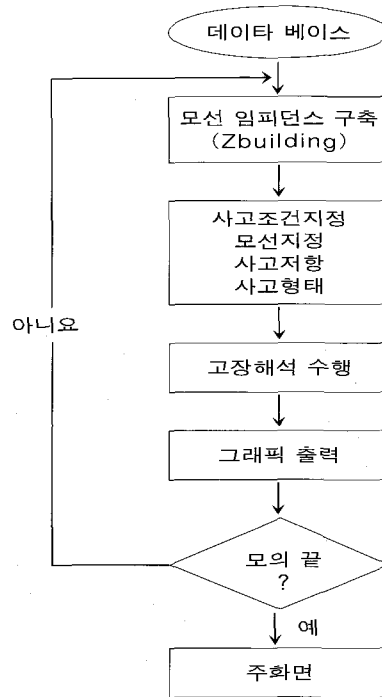 데이타 베이스
모선 임피던스 구축
(Zbuilding)
사고조건지정
모선지정
사고저항
사고형태
아니요
고장해석 수행
그래픽 출력
모의 끝
?
예
주화면